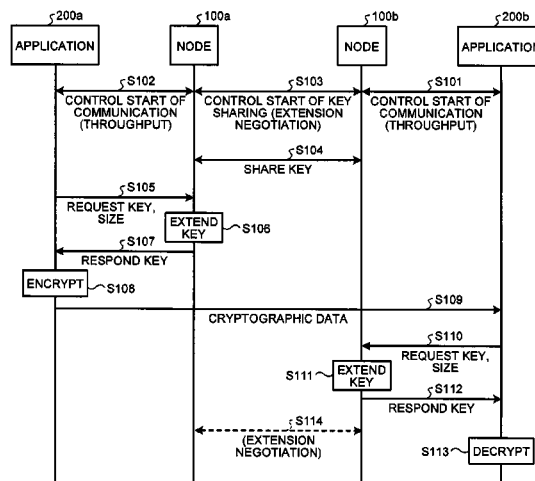 200a
100a
100b
200b
APPLICATION
NODE
NODE
APPLICATION
S102
S103
S101
CONTROL START OF
COMMUNICATION
(THROUGHPUT)
CONTROL START OF KEY
SHARING (EXTENSION
NEGOTIATION)
CONTROL START OF
COMMUNICATION
(THROUGHPUT)
S104
SHARE KEY
S105
REQUEST KEY,
SIZE
EXTEND
KEY
S106
S107
RESPOND KEY
ENCRYPT
S108
S109
CRYPTOGRAPHIC DATA
S110
REQUEST KEY,
SIZE
S111
EXTEND
KEY
S112
RESPOND KEY
S114
(EXTENSION
NEGOTIATION)
S113
DECRYPT